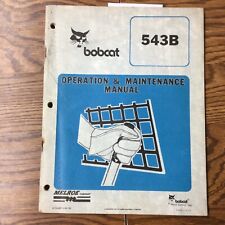 bobcat
543B
OPERATION & MAINTENANCE
MANUAL
MELROE
bobcat